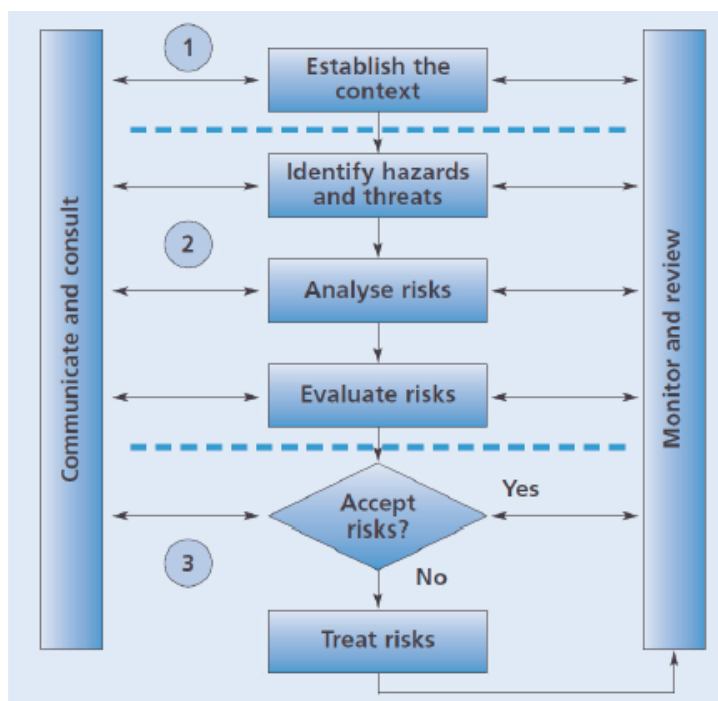 1
Establish the
context
Identify hazards
and threats
2
Analyse risks
Evaluate risks
Communicate and consult
Monitor and review
Accept
risks?
Yes
3
No
Treat risks